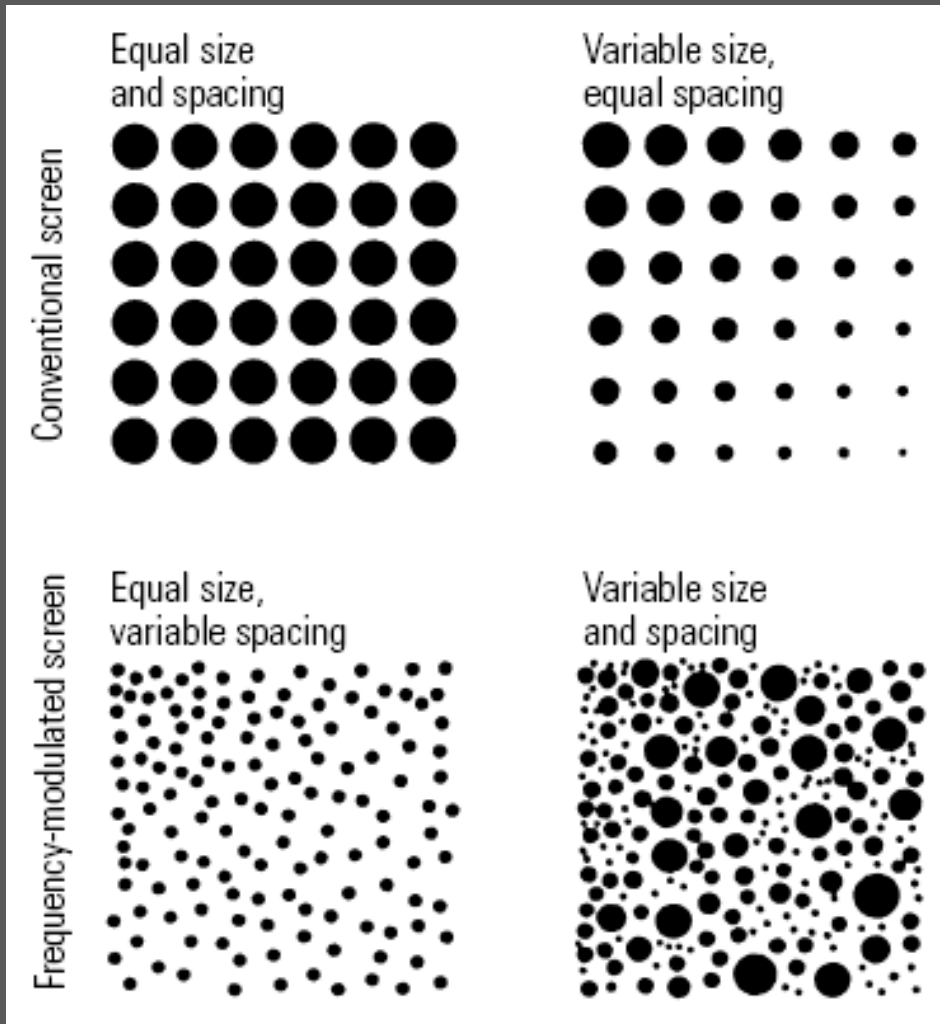 Equal size
and spacing
Variable size,
equal spacing
Conventional screen
Equal size,
variable spacing
Variable size
and spacing
Frequency-modulated screen